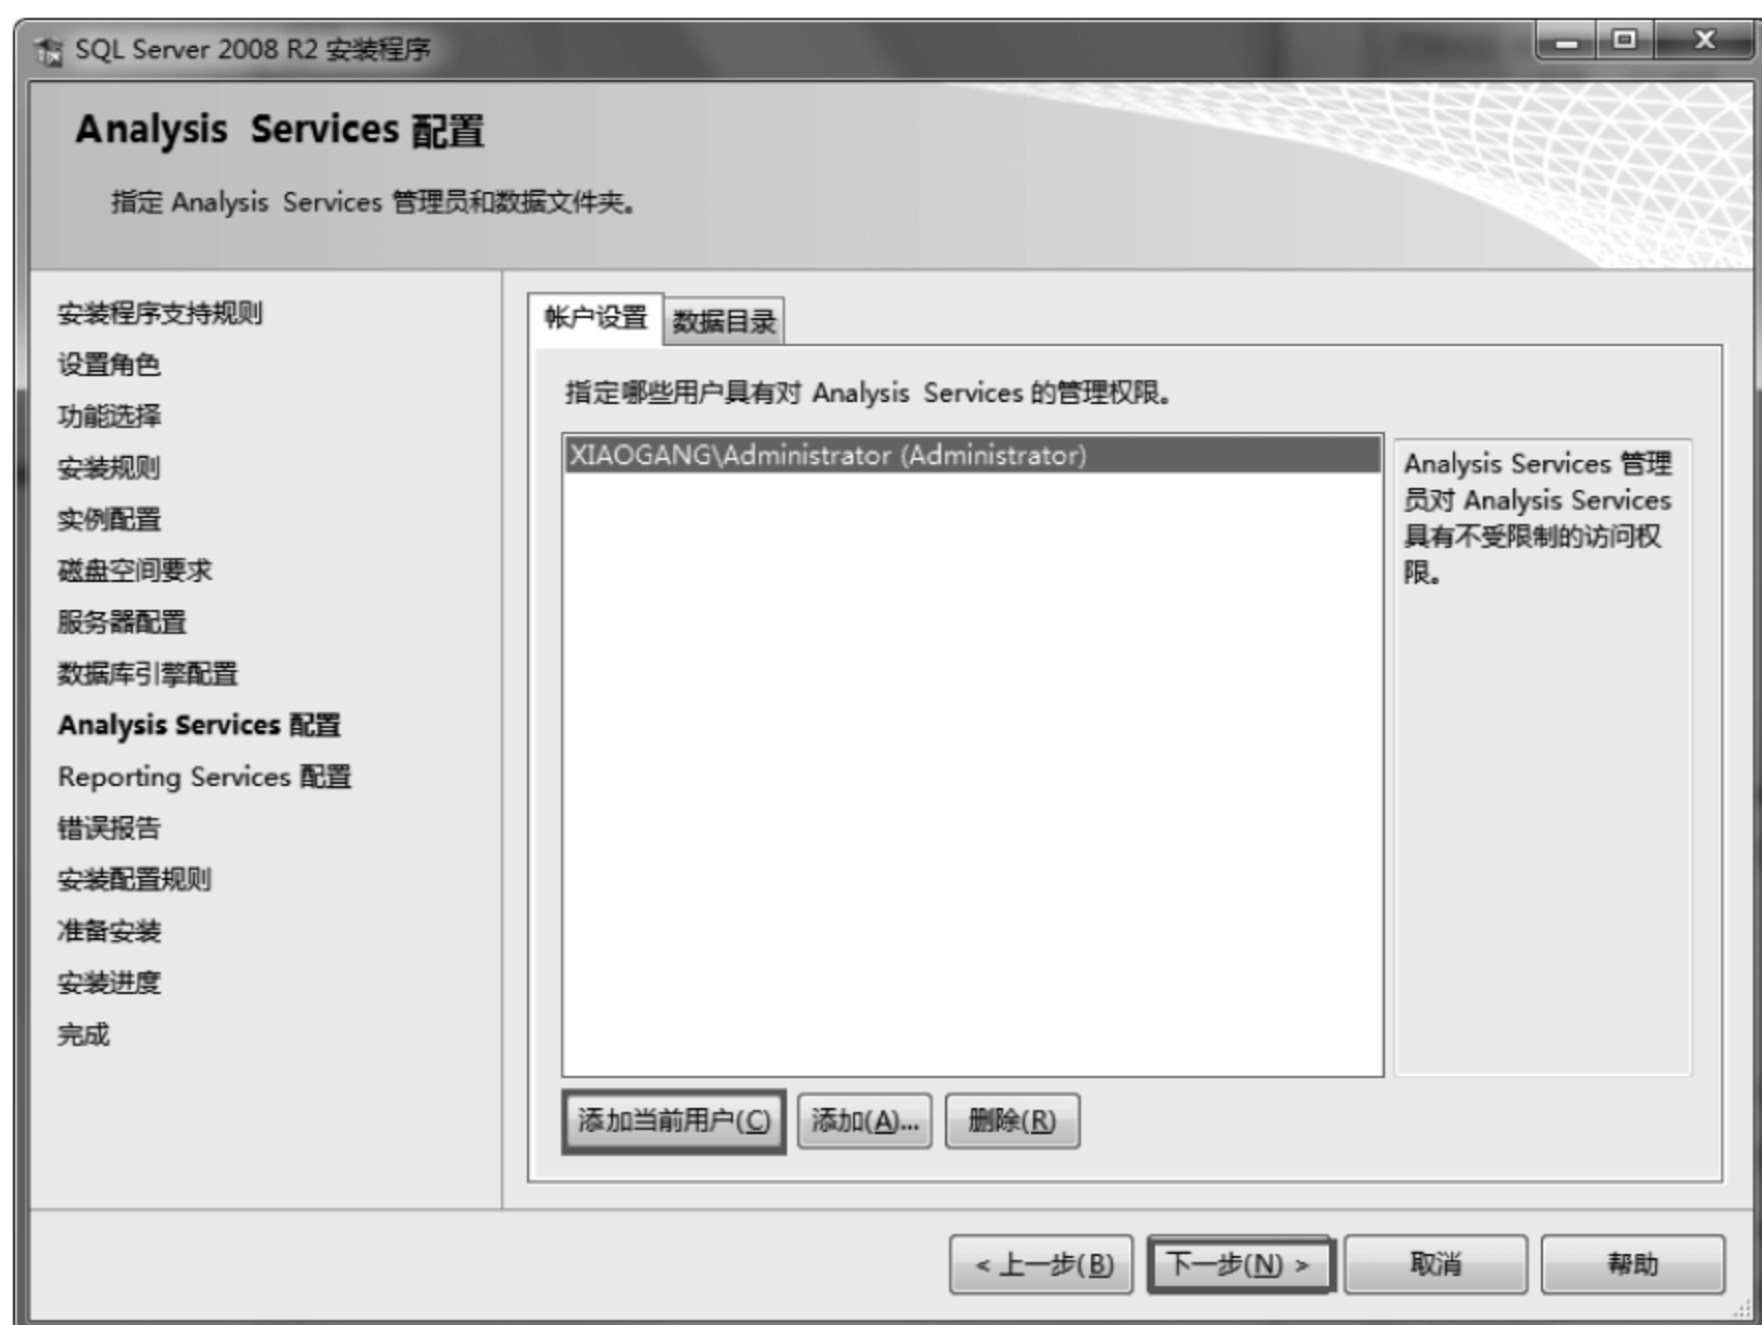 SQL Server 2008 R2 安装程序
Analysis Services 配置
指定 Analysis Services 管理员和数据文件夹。
安装程序支持规则
设置角色
功能选择
安装规则
实例配置
磁盘空间要求
服务器配置
数据库引擎配置
Analysis Services 配置
Reporting Services 配置
错误报告
安装配置规则
准备安装
安装进度
完成
帐户设置 数据目录
指定哪些用户具有对 Analysis Services 的管理权限。
XIAOGANG\Administrator (Administrator)
Analysis Services 管理
员对 Analysis Services
具有不受限制的访问权
限。
添加当前用户(C) 添加(A)... 删除(R)
< 上一步(B) 下一步(N) > 取消 帮助